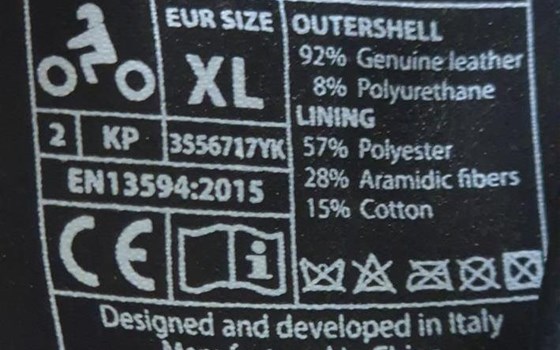 EUR SIZE
XL
OUTERSHELL
92% Genuine leather
8% Polyurethane
LINING
57% Polyester
28% Aramidic fibers
15% Cotton
2 KP 3S56717YK
EN13594:2015
CE i
Designed and developed in Italy